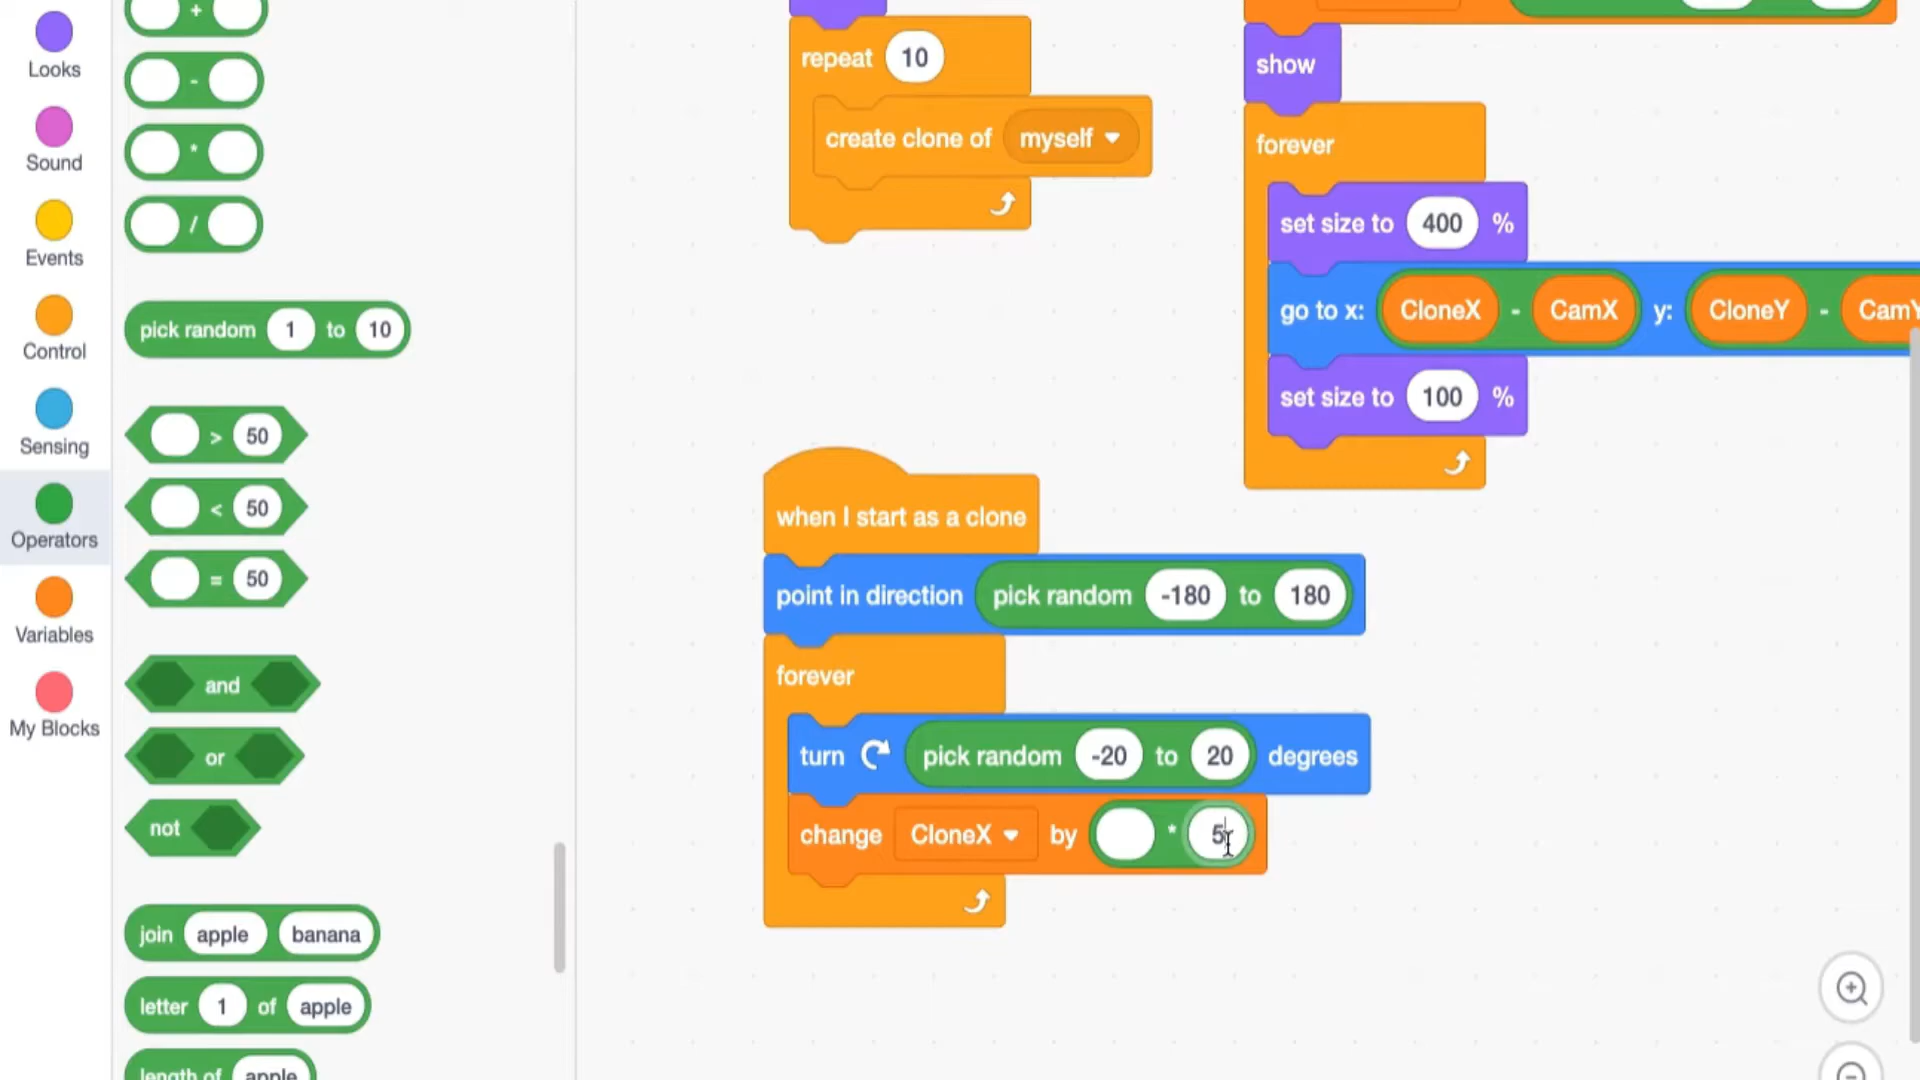 Looks
Sound
Events
Control
Sensing
Operators
Variables
My Blocks
+
-
*
/
pick random 1 to 10
> 50
< 50
= 50
and
or
not
join apple banana
letter 1 of apple
length of apple
repeat 10
create clone of myself
show
forever
set size to 400 %
go to x: CloneX - CamX y: CloneY - CamY
set size to 100 %
when I start as a clone
point in direction pick random -180 to 180
forever
turn pick random -20 to 20 degrees
change CloneX by * 5